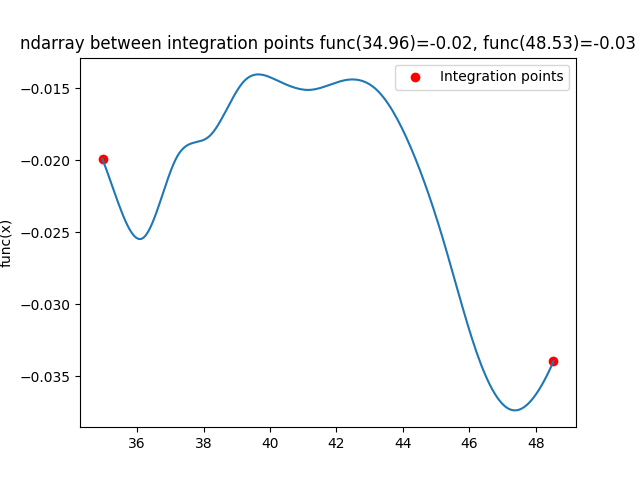 ndarray between integration points func(34.96)=-0.02, func(48.53)=-0.03
Integration points
func(x)
−0.015
−0.020
−0.025
−0.030
−0.035
36 38 40 42 44 46 48